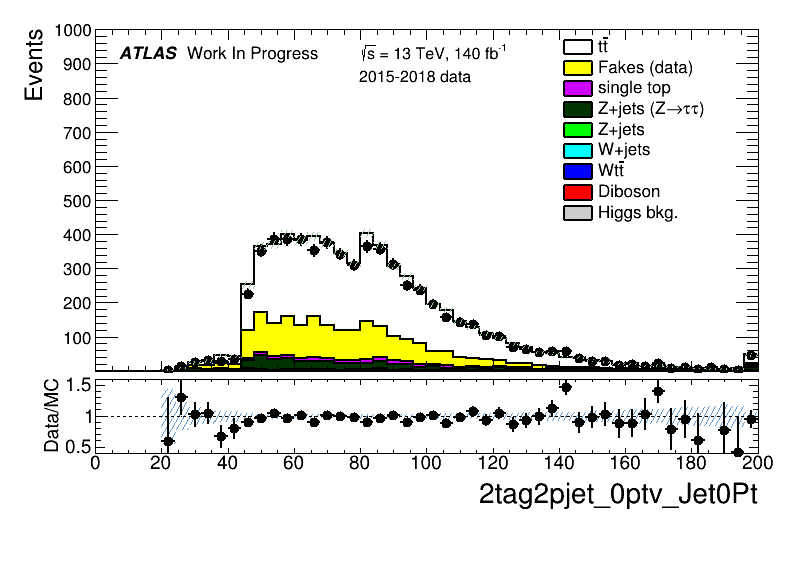 1000
900
800
700
600
500
400
300
200
100
Events
ATLAS Work In Progress
√s = 13 TeV, 140 fb⁻¹
2015-2018 data
tt̄
Fakes (data)
single top
Z+jets (Z→ττ)
Z+jets
W+jets
Wtt̄
Diboson
Higgs bkg.
1.5
1
0.5
Data/MC
0 20 40 60 80 100 120 140 160 180 200
2tag2pjet_0ptv_Jet0Pt